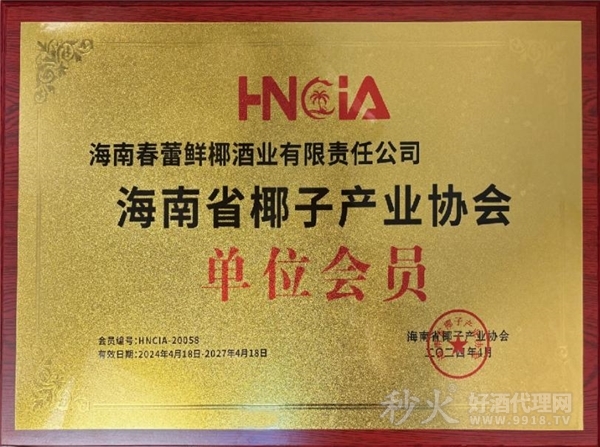 HNCIA
海南春蕾鲜椰酒业有限责任公司
海南省椰子产业协会
单位会员
会员编号:HNCIA-20058
有效日期:2024年4月18日-2027年4月18日
海南省椰子产业协会
二〇二四年4月
秒火 好酒代理网
www.9918.TV